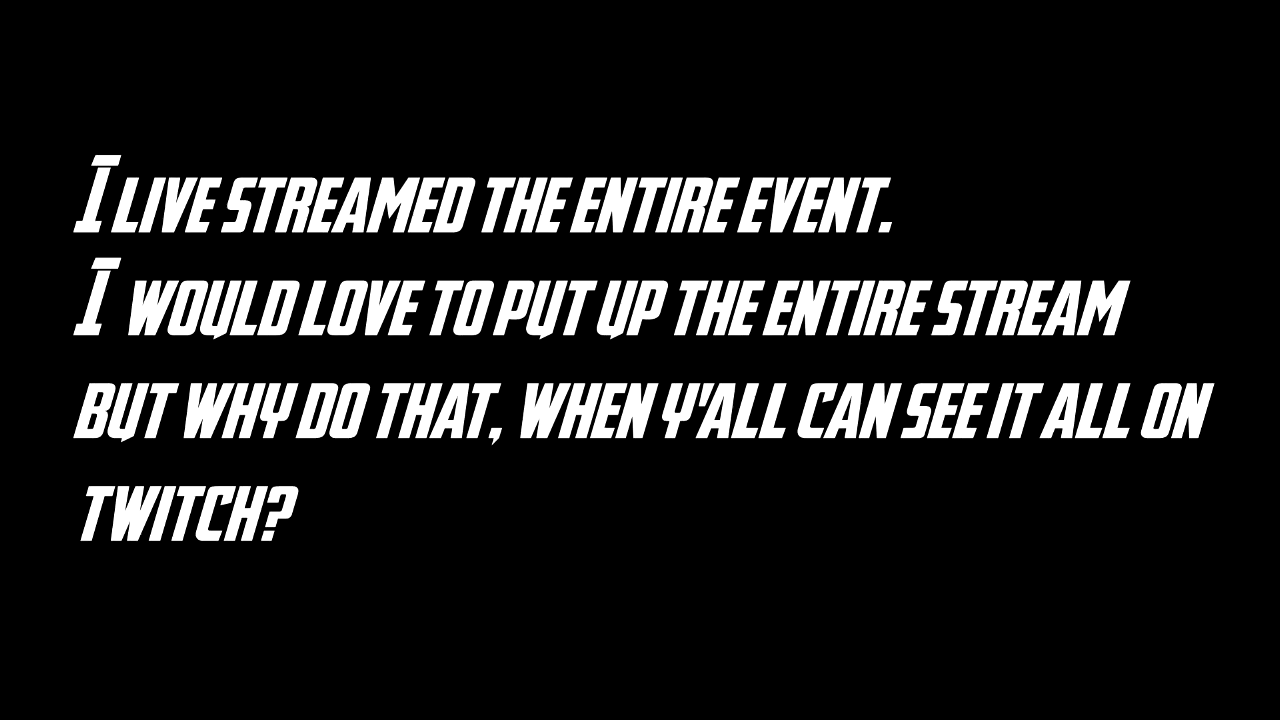 I LIVE STREAMED THE ENTIRE EVENT.
I WOULD LOVE TO PUT UP THE ENTIRE STREAM
BUT WHY DO THAT, WHEN Y'ALL CAN SEE IT ALL ON
TWITCH?